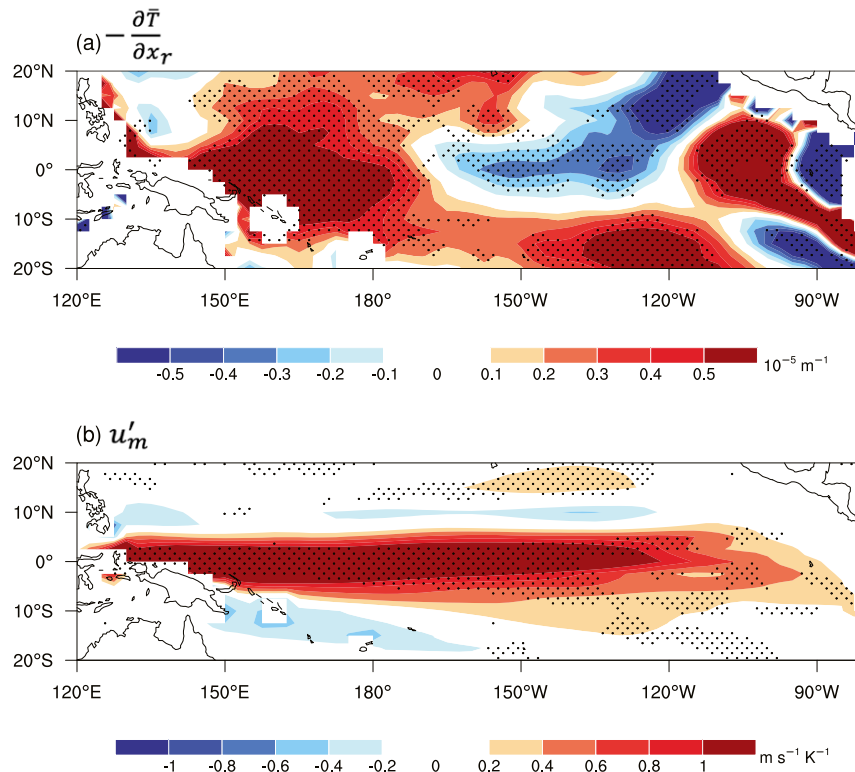 (a) −∂T̄/∂x_r
20°N
10°N
0°
10°S
20°S
120°E 150°E 180° 150°W 120°W 90°W
-0.5 -0.4 -0.3 -0.2 -0.1 0 0.1 0.2 0.3 0.4 0.5 10⁻⁵ m⁻¹
(b) u′_m
20°N
10°N
0°
10°S
20°S
120°E 150°E 180° 150°W 120°W 90°W
-1 -0.8 -0.6 -0.4 -0.2 0 0.2 0.4 0.6 0.8 1 m s⁻¹ K⁻¹